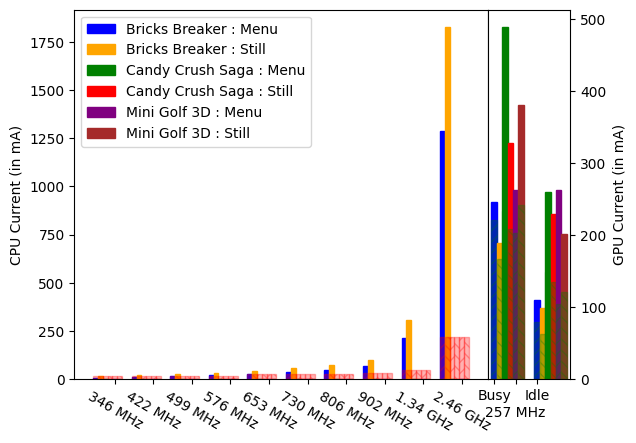 Bricks Breaker : Menu
Bricks Breaker : Still
Candy Crush Saga : Menu
Candy Crush Saga : Still
Mini Golf 3D : Menu
Mini Golf 3D : Still
CPU Current (in mA)
1750
1500
1250
1000
750
500
250
0
GPU Current (in mA)
500
400
300
200
100
0
346 MHz
422 MHz
499 MHz
576 MHz
653 MHz
730 MHz
806 MHz
902 MHz
1.34 GHz
2.46 GHz
Busy Idle
257 MHz